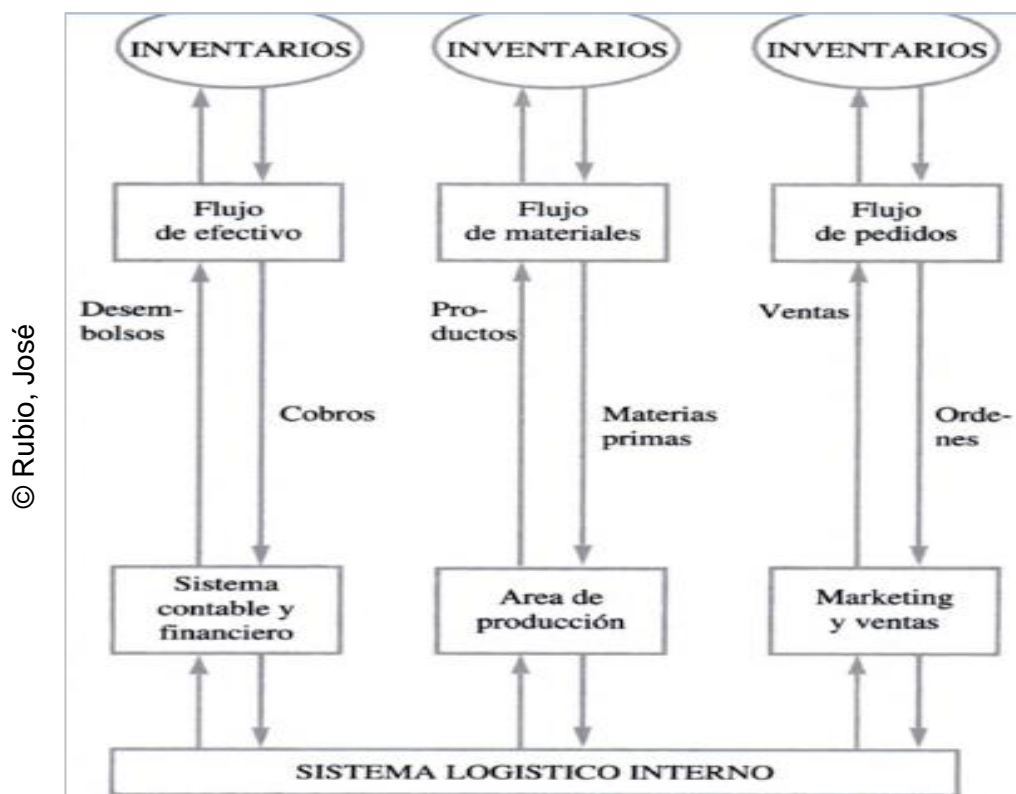 INVENTARIOS
INVENTARIOS
INVENTARIOS
Flujo
de efectivo
Flujo
de materiales
Flujo
de pedidos
Desem-
bolsos
Pro-
ductos
Ventas
Cobros
Materias
primas
Orde-
nes
Sistema
contable y
financiero
Area de
producción
Marketing
y ventas
SISTEMA LOGISTICO INTERNO
© Rubio, José